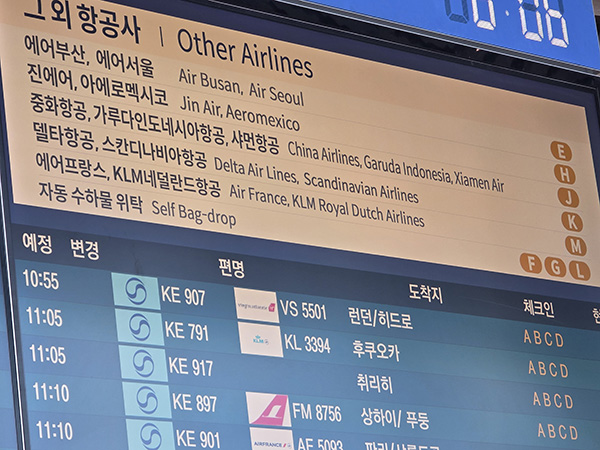 그 외 항공사 | Other Airlines
에어부산, 에어서울 Air Busan, Air Seoul E
진에어, 아에로멕시코 Jin Air, Aeromexico H
중화항공, 가루다인도네시아항공, 샤먼항공 China Airlines, Garuda Indonesia, Xiamen Air J
델타항공, 스칸디나비아항공 Delta Air Lines, Scandinavian Airlines K
에어프랑스, KLM네덜란드항공 Air France, KLM Royal Dutch Airlines M
자동 수하물 위탁 Self Bag-drop F G L
예정 변경 편명 도착지 체크인
10:55 KE 907 VS 5501 런던/히드로 ABCD
11:05 KE 791 KLM KL 3394 후쿠오카 ABCD
11:05 KE 917 취리히 ABCD
11:10 KE 897 FM 8756 상하이/ 푸둥 ABCD
11:10 KE 901 AIRFRANCE AF 5093 ABCD